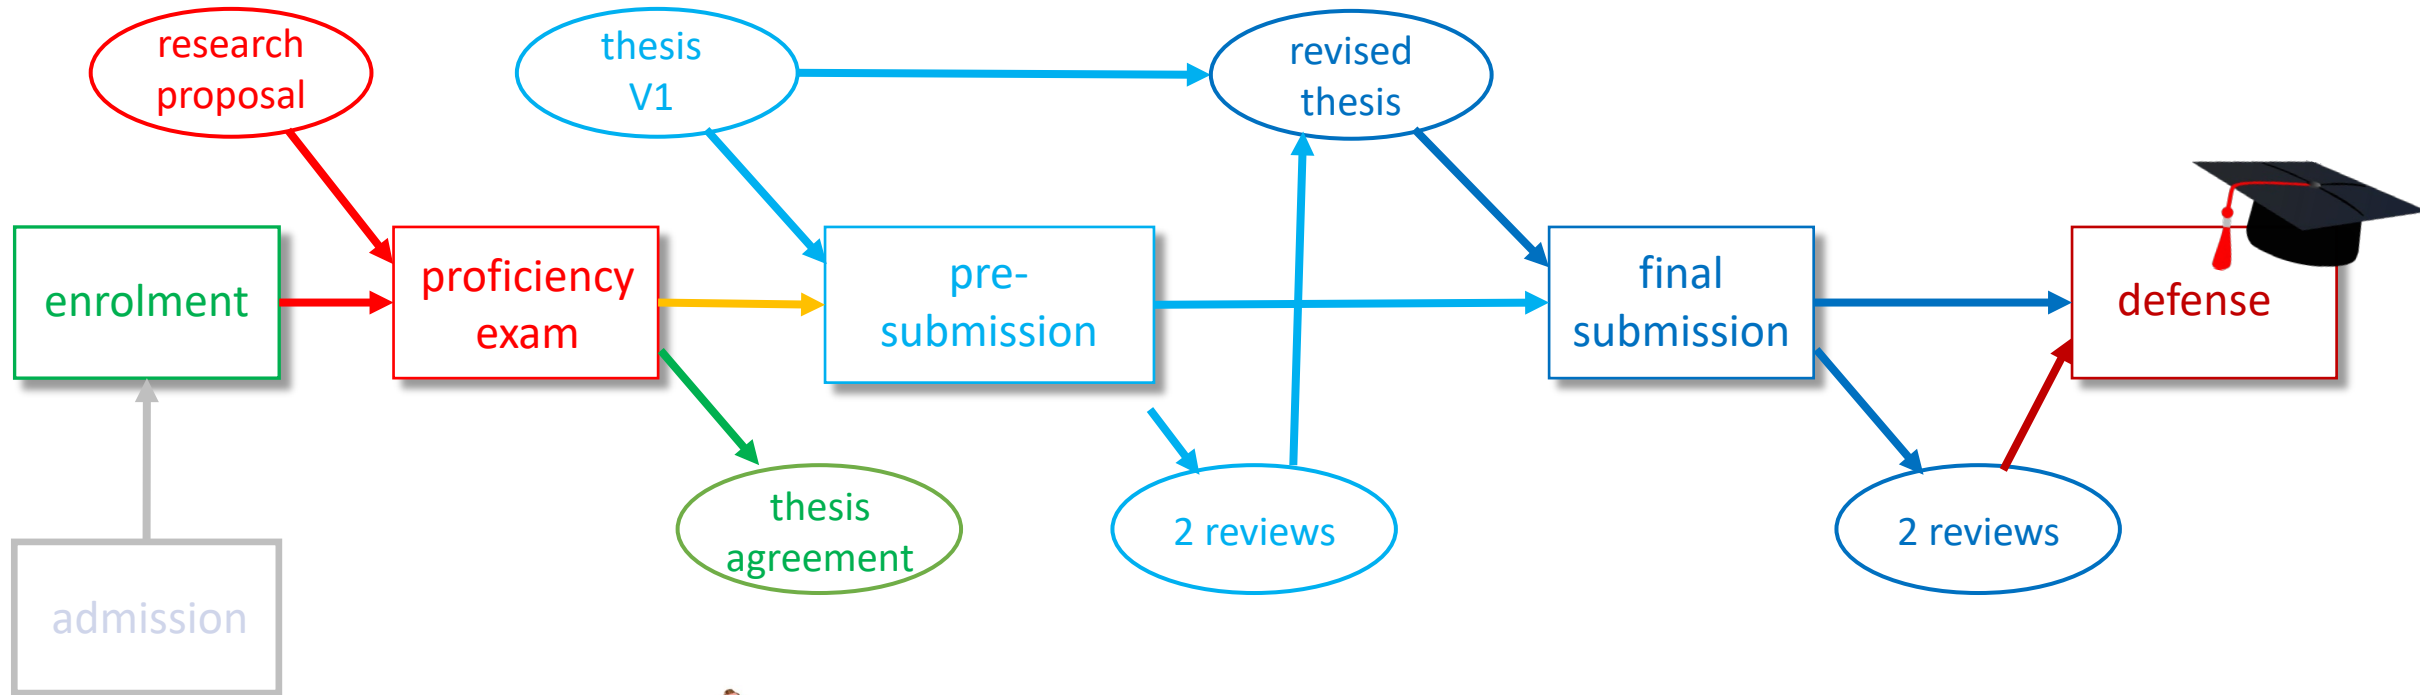 research
proposal
thesis
V1
revised
thesis
enrolment
proficiency
exam
pre-
submission
final
submission
defense
thesis
agreement
2 reviews
2 reviews
admission